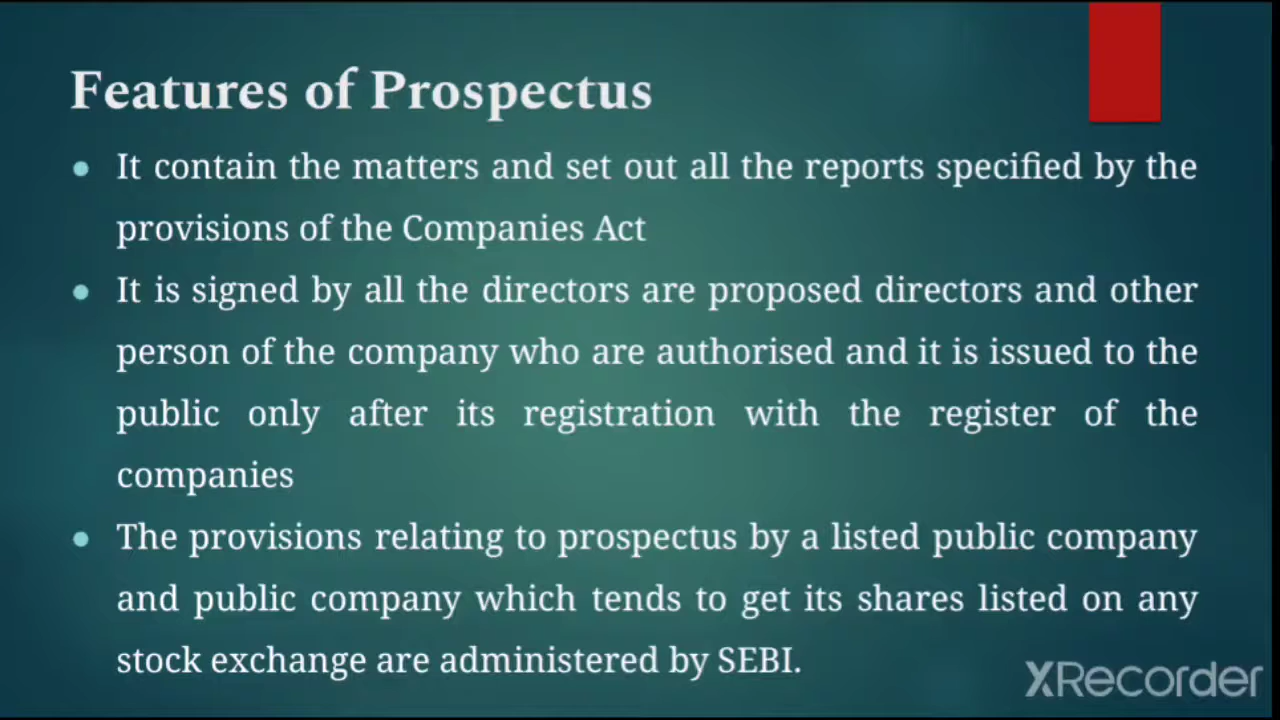 Features of Prospectus
● It contain the matters and set out all the reports specified by the
provisions of the Companies Act
● It is signed by all the directors are proposed directors and other
person of the company who are authorised and it is issued to the
public only after its registration with the register of the
companies
● The provisions relating to prospectus by a listed public company
and public company which tends to get its shares listed on any
stock exchange are administered by SEBI.
XRecorder